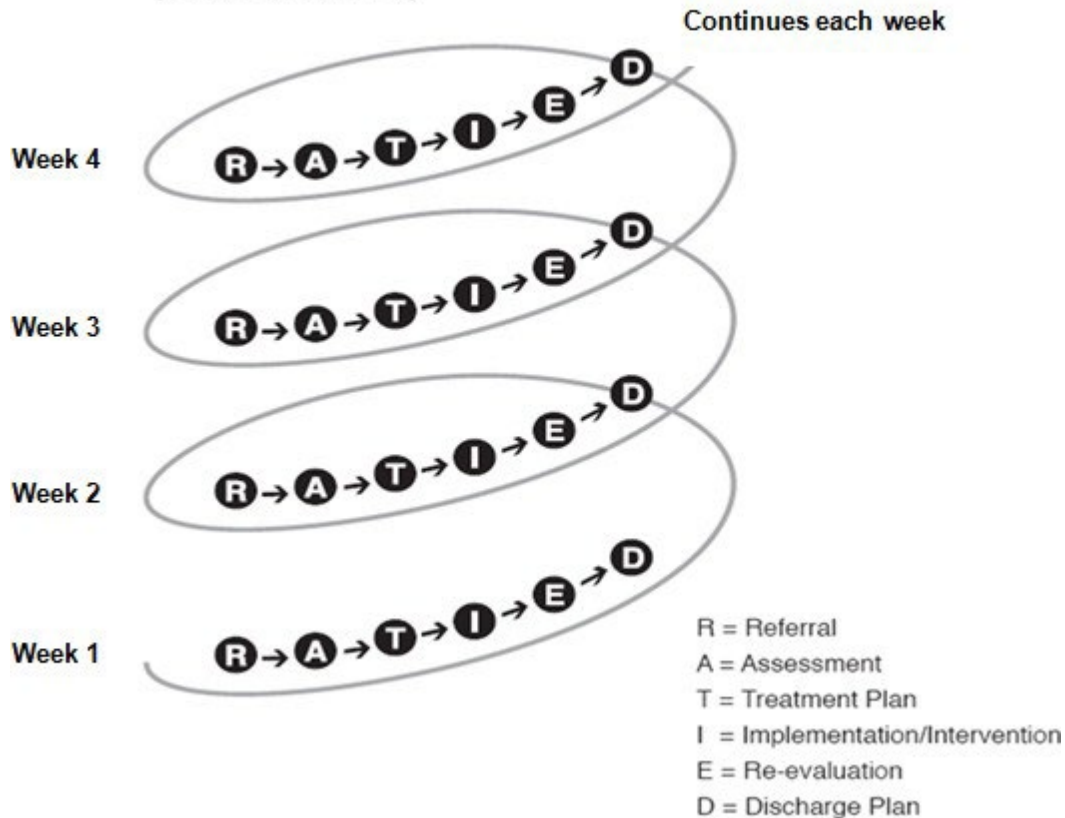 Continues each week
Week 4
R → A → T → I → E → D
Week 3
R → A → T → I → E → D
Week 2
R → A → T → I → E → D
Week 1
R → A → T → I → E → D
R = Referral
A = Assessment
T = Treatment Plan
I = Implementation/Intervention
E = Re-evaluation
D = Discharge Plan